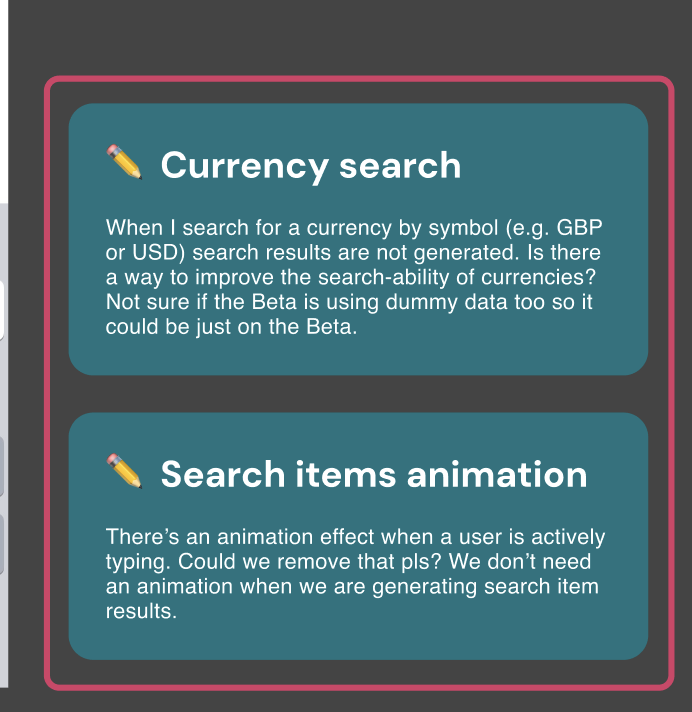 Currency search
When I search for a currency by symbol (e.g. GBP
or USD) search results are not generated. Is there
a way to improve the search-ability of currencies?
Not sure if the Beta is using dummy data too so it
could be just on the Beta.
Search items animation
There’s an animation effect when a user is actively
typing. Could we remove that pls? We don’t need
an animation when we are generating search item
results.